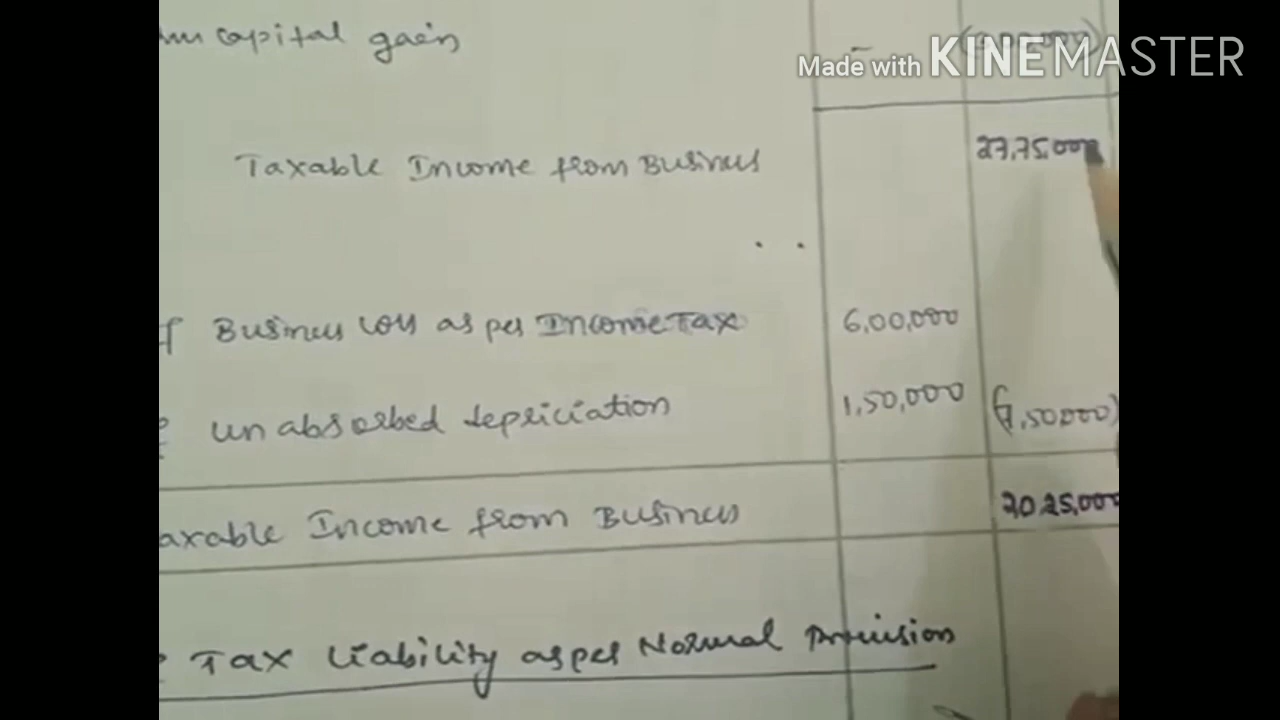 capital gain
Made with KINEMASTER
Taxable Income from Business 27,75,000
Business loss as per Income Tax 6,00,000
unabsorbed depriciation 1,50,000 (7,50,000)
axable Income from Business 20,25,000
Tax Liability as per Normal Provision